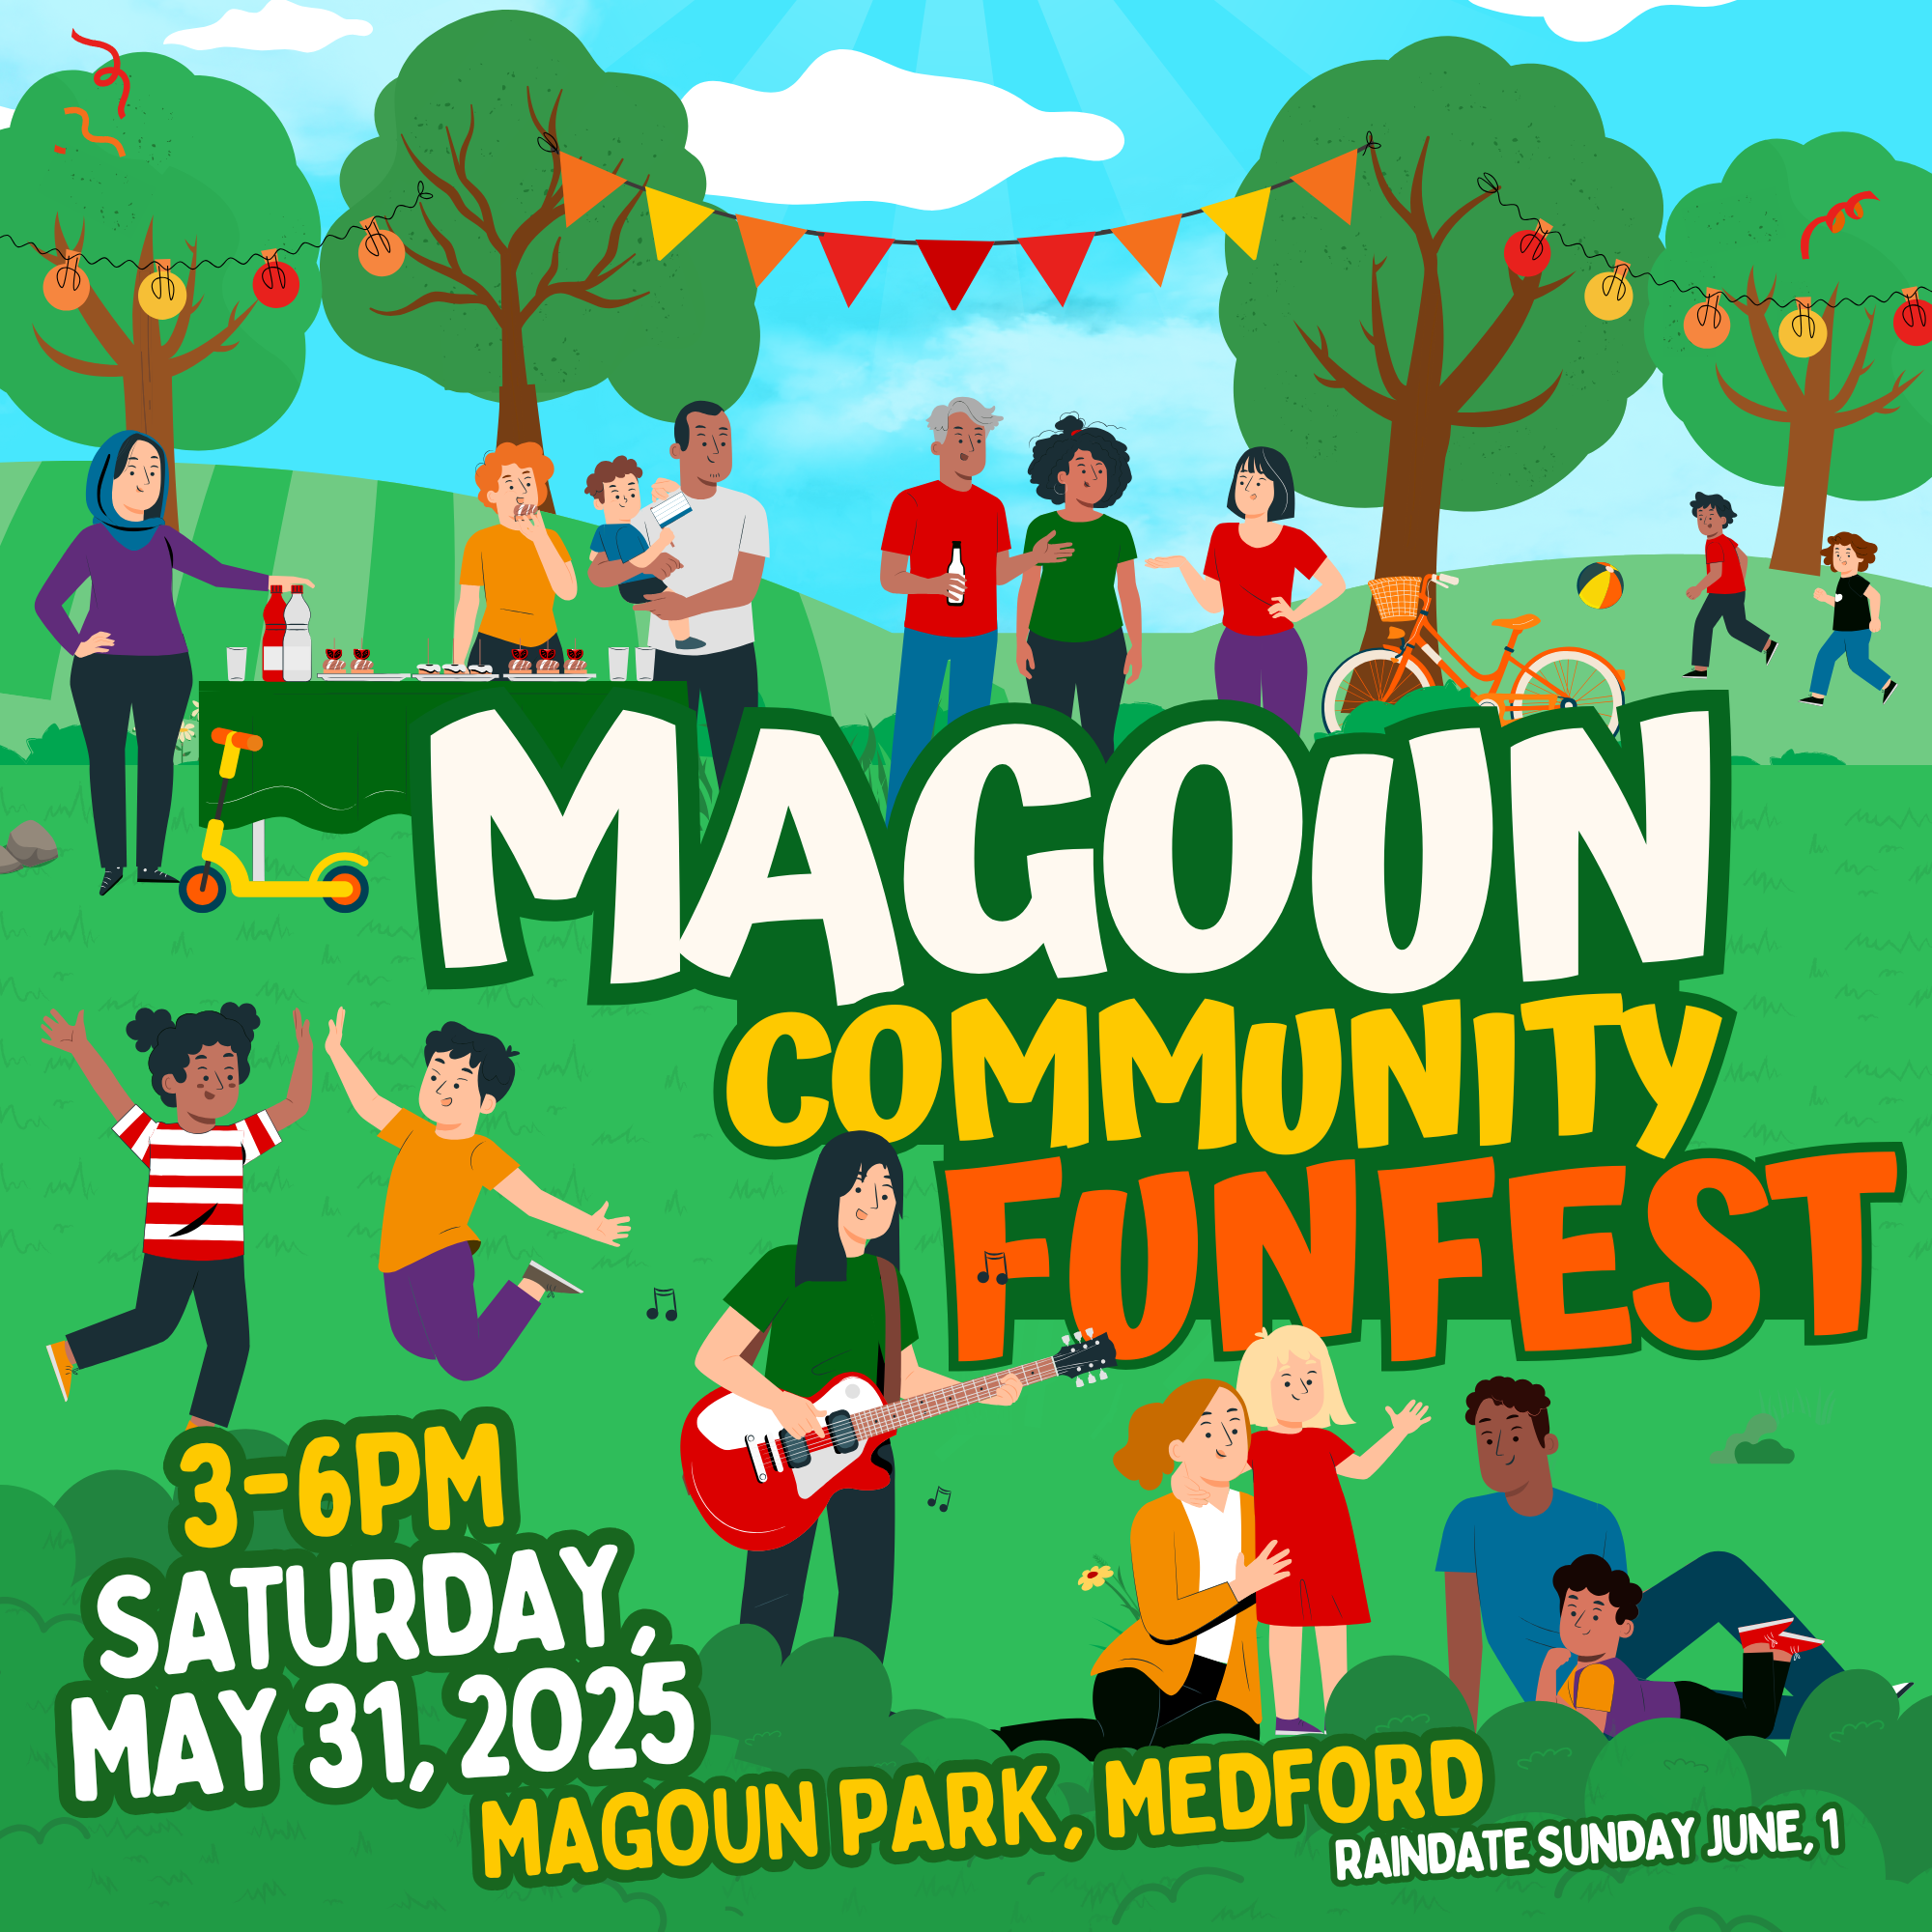 MAGOUN
COMMUNITY
FUNFEST
3-6PM
SATURDAY,
MAY 31, 2025
MAGOUN PARK, MEDFORD
RAINDATE SUNDAY JUNE, 1